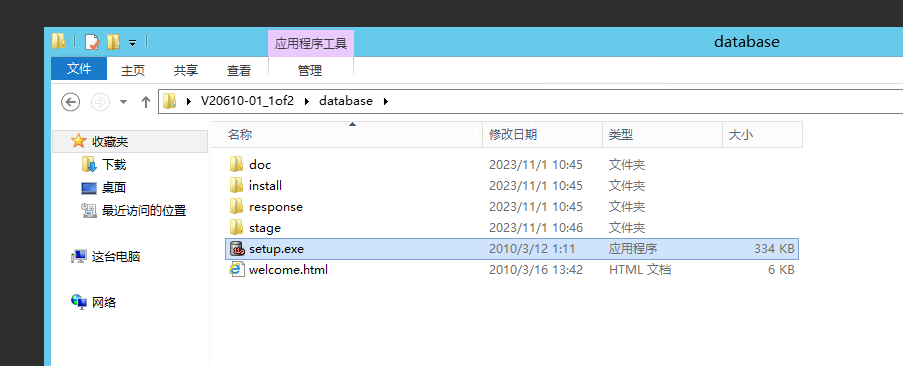 应用程序工具
database
文件 主页 共享 查看 管理
V20610-01_1of2 database
收藏夹
下载
桌面
最近访问的位置
这台电脑
网络
名称 修改日期 类型 大小
doc 2023/11/1 10:45 文件夹
install 2023/11/1 10:45 文件夹
response 2023/11/1 10:45 文件夹
stage 2023/11/1 10:46 文件夹
setup.exe 2010/3/12 1:11 应用程序 334 KB
welcome.html 2010/3/16 13:42 HTML 文档 6 KB